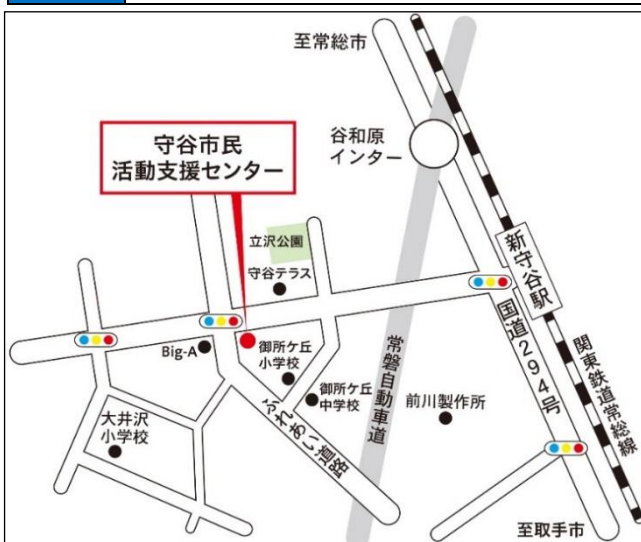 至常総市
谷和原
インター
守谷市民
活動支援センター
立沢公園
守谷テラス
新守谷駅
国道294号
関東鉄道常総線
Big-A
御所ケ丘
小学校
御所ケ丘
中学校
常磐自動車道
前川製作所
大井沢
小学校
ふれあい道路
至取手市